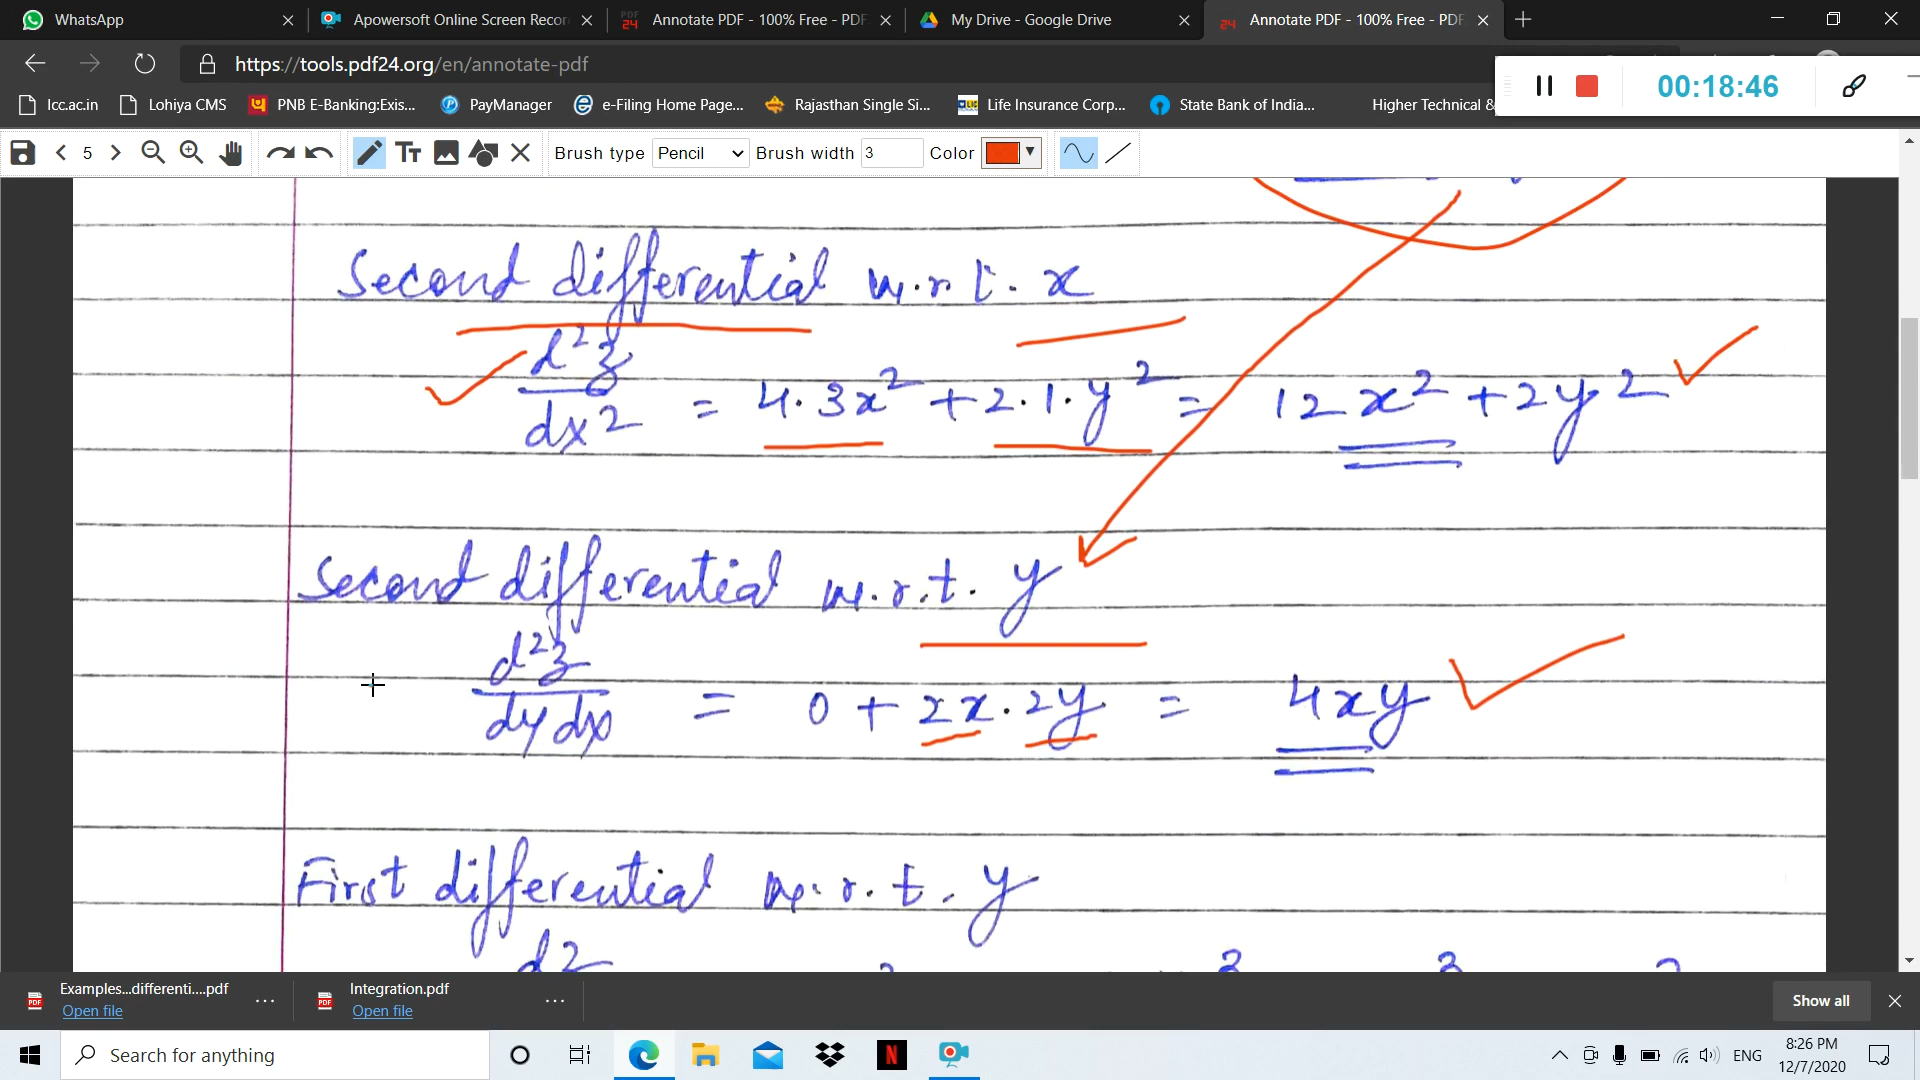 WhatsApp
Apowersoft Online Screen Recor
Annotate PDF - 100% Free - PDF
My Drive - Google Drive
Annotate PDF - 100% Free - PDF
https://tools.pdf24.org/en/annotate-pdf
00:18:46
lcc.ac.in
Lohiya CMS
PNB E-Banking:Exis...
PayManager
e-Filing Home Page...
Rajasthan Single Si...
Life Insurance Corp...
State Bank of India...
Higher Technical &
5
Brush type Pencil Brush width 3 Color
Second differential w.r.t. x
d²z/dx2 = 4.3x² + 2.1.y² = 12x² + 2y2
Second differential w.r.t. y
d²z/dydx = 0 + 2x.2y = 4xy
First differential w.r.t. y
Examples...differenti....pdf
Open file
Integration.pdf
Open file
Show all
Search for anything
ENG
8:26 PM
12/7/2020